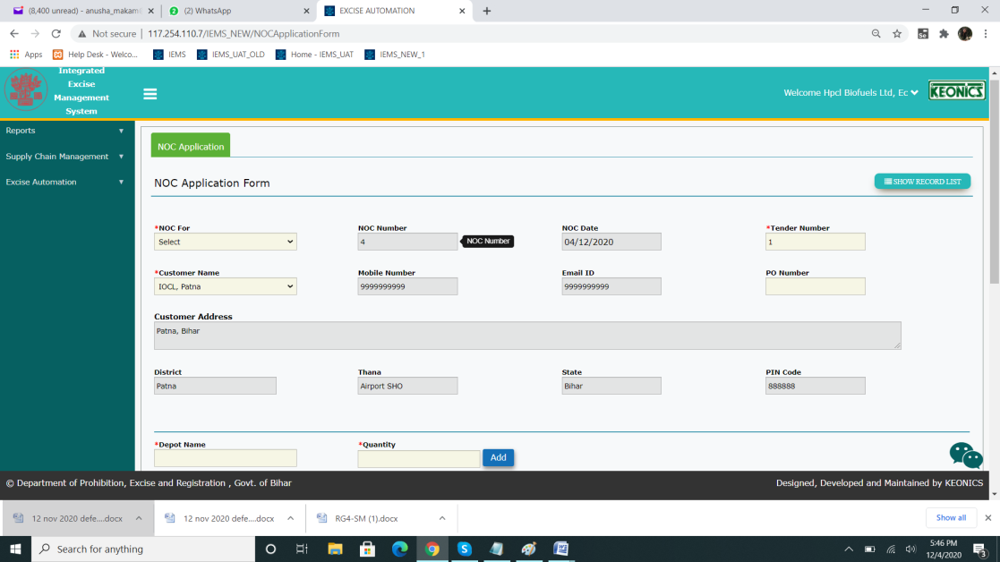 (8,400 unread) - anusha_makam
(2) WhatsApp
EXCISE AUTOMATION
Not secure | 117.254.110.7/IEMS_NEW/NOCApplicationForm
Apps
Help Desk - Welco...
IEMS
IEMS_UAT_OLD
Home - IEMS_UAT
IEMS_NEW_1
Integrated
Excise
Management
System
Welcome Hpcl Biofuels Ltd, Ec
KEONICS
Reports
Supply Chain Management
Excise Automation
NOC Application
NOC Application Form
SHOW RECORD LIST
*NOC For
NOC Number
NOC Date
*Tender Number
Select
4
NOC Number
04/12/2020
1
*Customer Name
Mobile Number
Email ID
PO Number
IOCL, Patna
9999999999
9999999999
Customer Address
Patna, Bihar
District
Thana
State
PIN Code
Patna
Airport SHO
Bihar
888888
*Depot Name
*Quantity
Add
© Department of Prohibition, Excise and Registration , Govt. of Bihar
Designed, Developed and Maintained by KEONICS
12 nov 2020 defe....docx
12 nov 2020 defe....docx
RG4-SM (1).docx
Show all
Search for anything
5:46 PM
12/4/2020
3